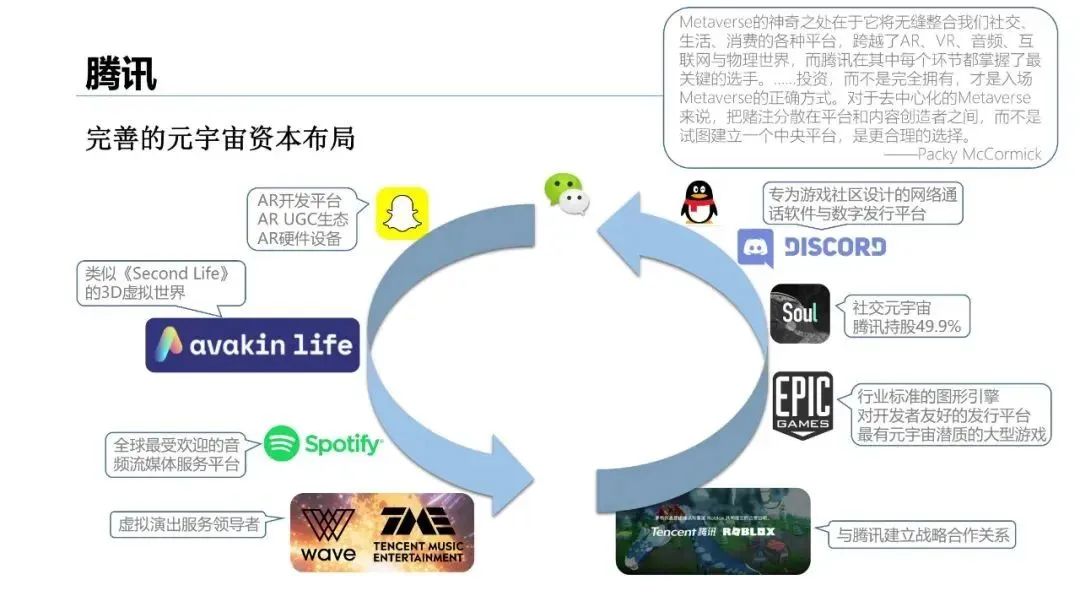 腾讯
完善的元宇宙资本布局
Metaverse的神奇之处在于它将无缝整合我们社交、
生活、消费的各种平台，跨越了AR、VR、音频、互
联网与物理世界，而腾讯在其中每个环节都掌握了最
关键的选手。……投资，而不是完全拥有，才是入场
Metaverse的正确方式。对于去中心化的Metaverse
来说，把赌注分散在平台和内容创造者之间，而不是
试图建立一个中央平台，是更合理的选择。
——Packy McCormick
AR开发平台
AR UGC生态
AR硬件设备
类似《Second Life》
的3D虚拟世界
avakin life
全球最受欢迎的音
频流媒体服务平台
Spotify
虚拟演出服务领导者
wave
TME
TENCENT MUSIC
ENTERTAINMENT
专为游戏社区设计的网络通
话软件与数字发行平台
DISCORD
Soul
社交元宇宙
腾讯持股49.9%
EPIC
GAMES
行业标准的图形引擎
对开发者友好的发行平台
最有元宇宙潜质的大型游戏
Tencent 腾讯 ROBLOX
与腾讯建立战略合作关系